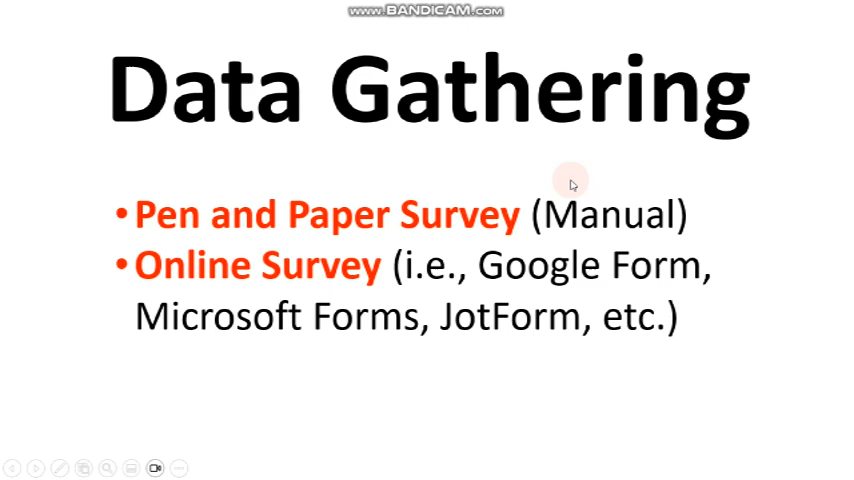 www.BANDICAM.com
Data Gathering
• Pen and Paper Survey (Manual)
• Online Survey (i.e., Google Form,
Microsoft Forms, JotForm, etc.)